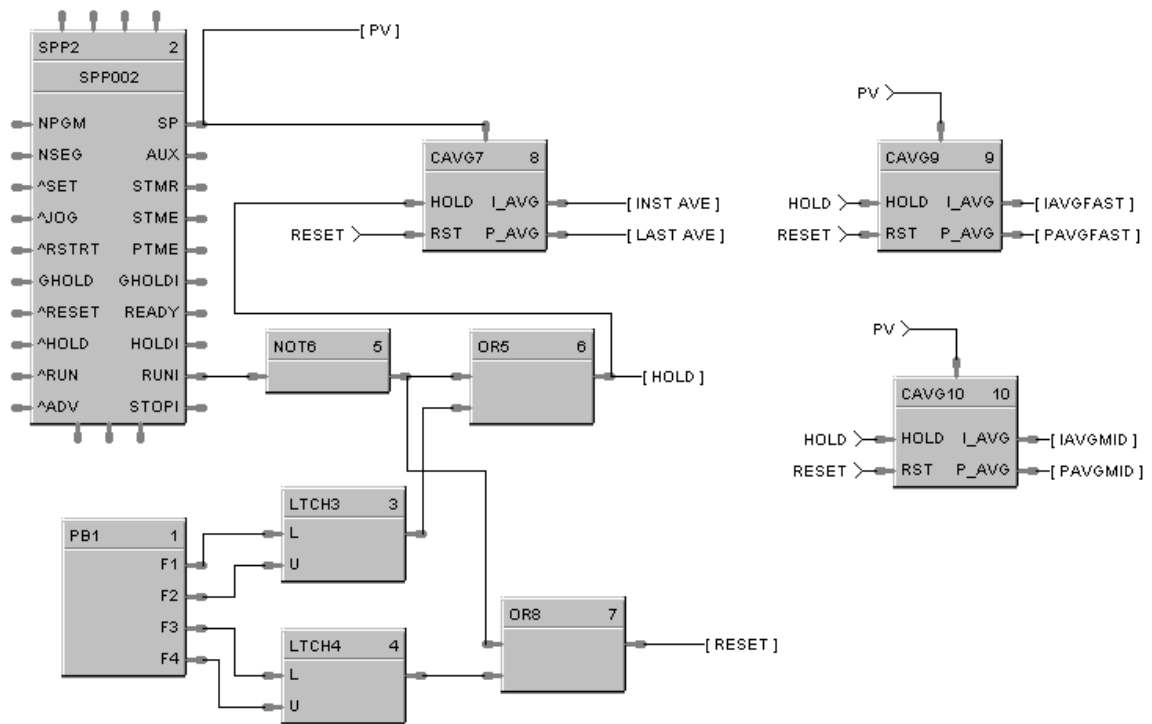 SPP2 2
SPP002
NPGM SP
NSEG AUX
^SET STMR
^JOG STME
^RSTRT PTME
GHOLD GHOLDI
^RESET READY
^HOLD HOLDI
^RUN RUNI
^ADV STOPI
[ PV ]
CAVG7 8
HOLD I_AVG
RST P_AVG
RESET
[ INST AVE ]
[ LAST AVE ]
PV
CAVG9 9
HOLD HOLD I_AVG [ IAVGFAST ]
RESET RST P_AVG [ PAVGFAST ]
NOT6 5
OR5 6
[ HOLD ]
PV
CAVG10 10
HOLD HOLD I_AVG [ IAVGMID ]
RESET RST P_AVG [ PAVGMID ]
PB1 1
F1
F2
F3
F4
LTCH3 3
L
U
LTCH4 4
L
U
OR8 7
[ RESET ]